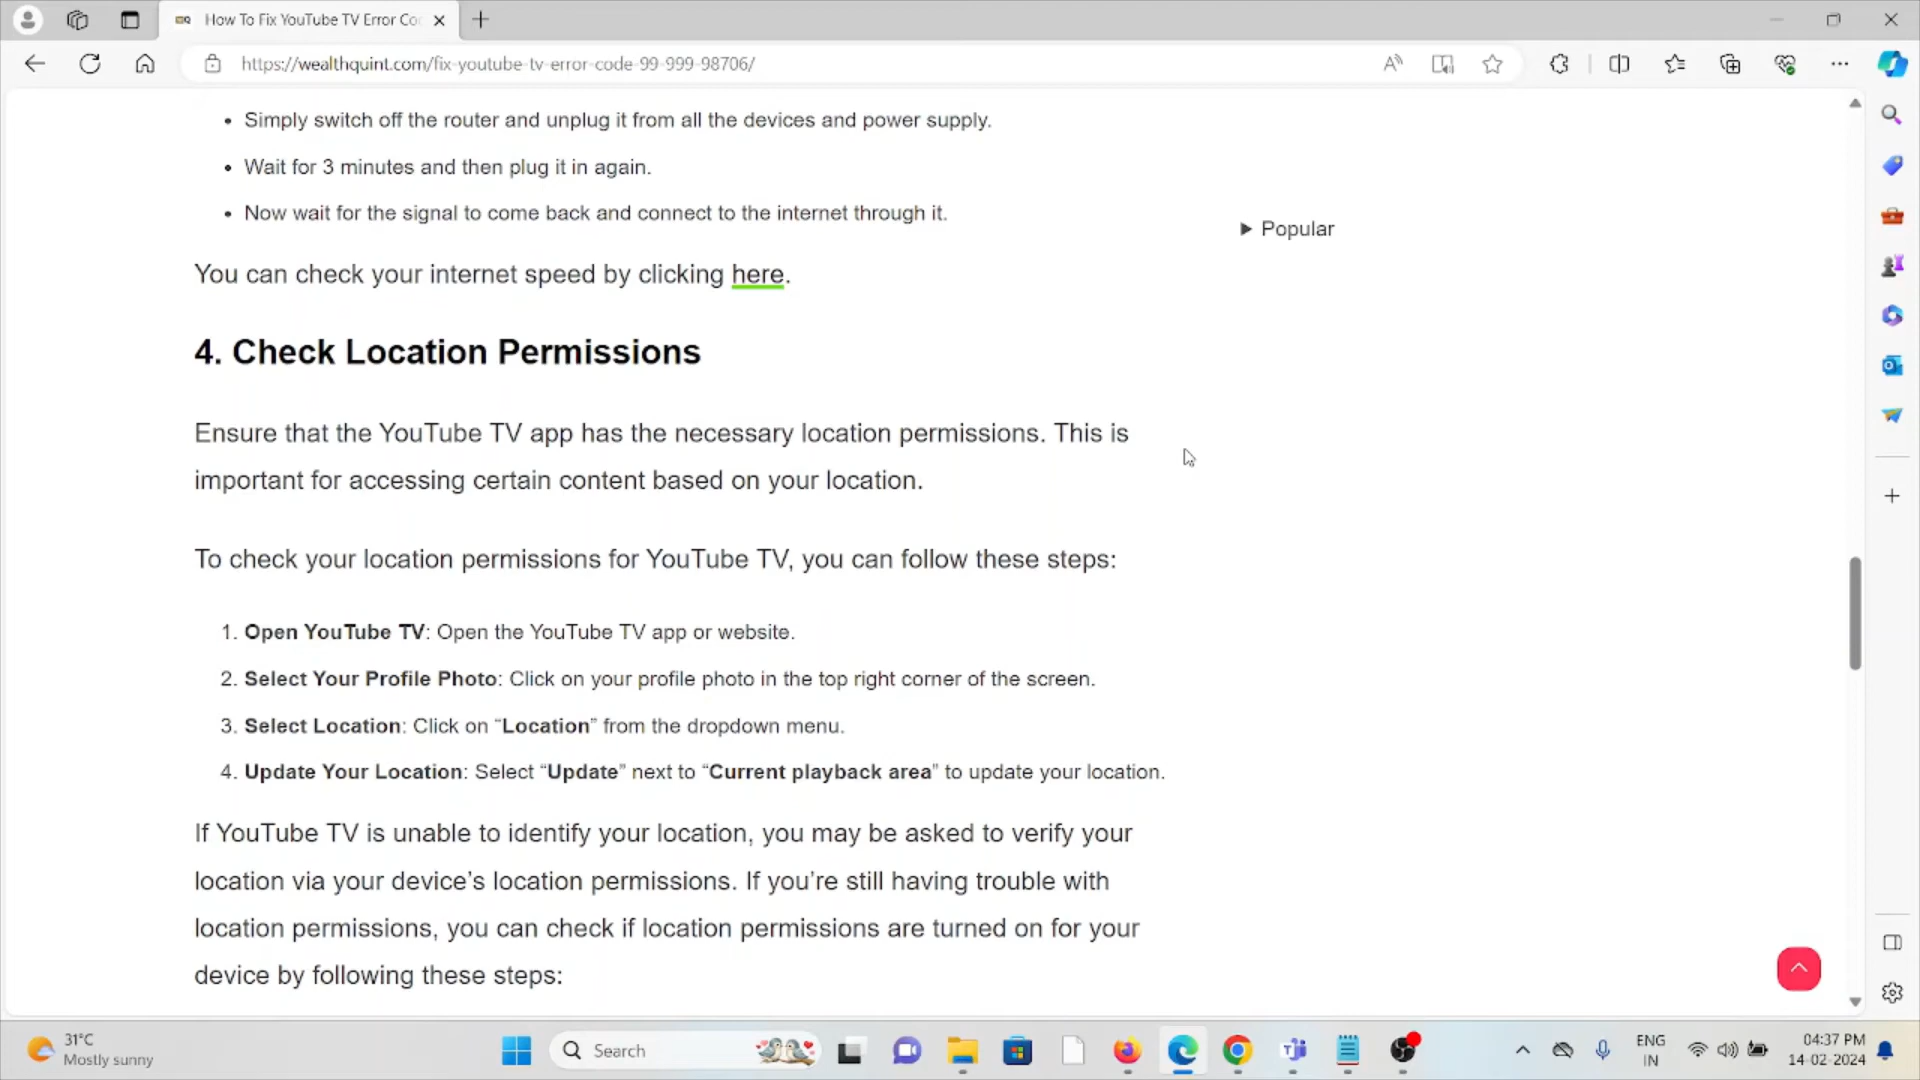 How To Fix YouTube TV Error Co
https://wealthquint.com/fix-youtube-tv-error-code-99-999-98706/
• Simply switch off the router and unplug it from all the devices and power supply.
• Wait for 3 minutes and then plug it in again.
• Now wait for the signal to come back and connect to the internet through it.
Popular
You can check your internet speed by clicking here.
4. Check Location Permissions
Ensure that the YouTube TV app has the necessary location permissions. This is
important for accessing certain content based on your location.
To check your location permissions for YouTube TV, you can follow these steps:
1. Open YouTube TV: Open the YouTube TV app or website.
2. Select Your Profile Photo: Click on your profile photo in the top right corner of the screen.
3. Select Location: Click on “Location” from the dropdown menu.
4. Update Your Location: Select “Update” next to “Current playback area” to update your location.
If YouTube TV is unable to identify your location, you may be asked to verify your
location via your device’s location permissions. If you’re still having trouble with
location permissions, you can check if location permissions are turned on for your
device by following these steps:
31°C
Mostly sunny
Search
ENG
IN
04:37 PM
14-02-2024